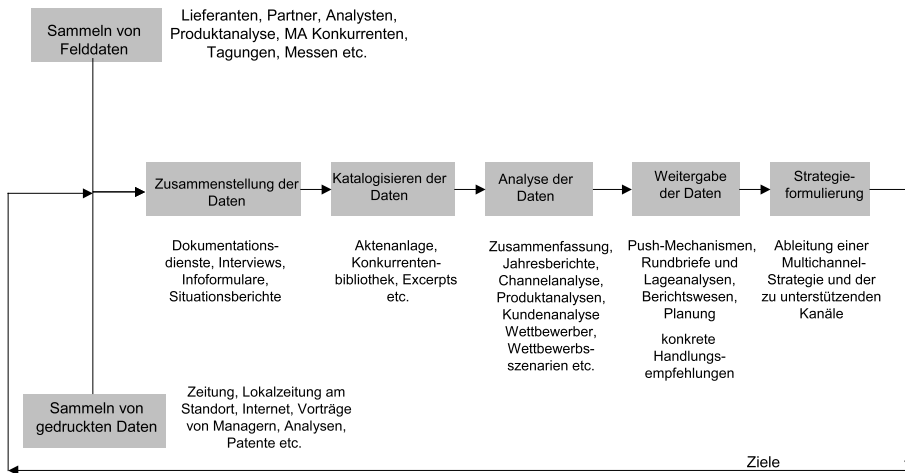 Sammeln von
Felddaten
Lieferanten, Partner, Analysten,
Produktanalyse, MA Konkurrenten,
Tagungen, Messen etc.
Zusammenstellung der
Daten
Katalogisieren der
Daten
Analyse der
Daten
Weitergabe
der Daten
Strategie-
formulierung
Dokumentations-
dienste, Interviews,
Infoformulare,
Situationsberichte
Aktenanlage,
Konkurrenten-
bibliothek, Excerpts
etc.
Zusammenfassung,
Jahresberichte,
Channelanalyse,
Produktanalysen,
Kundenanalyse
Wettbewerber,
Wettbewerbs-
szenarien etc.
Push-Mechanismen,
Rundbriefe und
Lageanalysen,
Berichtswesen,
Planung
konkrete
Handlungs-
empfehlungen
Ableitung einer
Multichannel-
Strategie und der
zu unterstützenden
Kanäle
Sammeln von
gedruckten Daten
Zeitung, Lokalzeitung am
Standort, Internet, Vorträge
von Managern, Analysen,
Patente etc.
Ziele